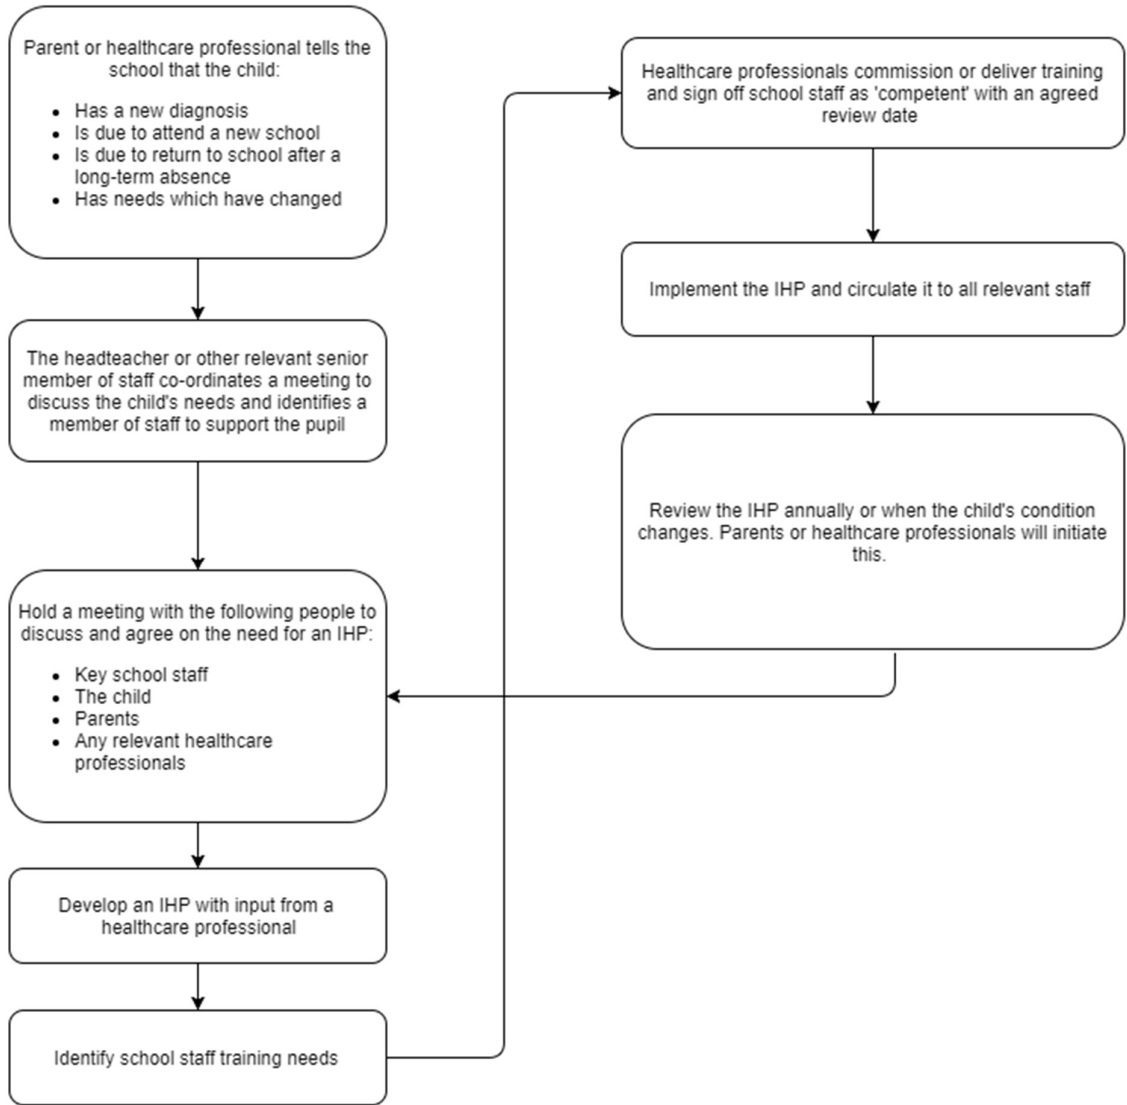 Parent or healthcare professional tells the
school that the child:
• Has a new diagnosis
• Is due to attend a new school
• Is due to return to school after a
long-term absence
• Has needs which have changed
The headteacher or other relevant senior
member of staff co-ordinates a meeting to
discuss the child's needs and identifies a
member of staff to support the pupil
Hold a meeting with the following people to
discuss and agree on the need for an IHP:
• Key school staff
• The child
• Parents
• Any relevant healthcare
professionals
Develop an IHP with input from a
healthcare professional
Identify school staff training needs
Healthcare professionals commission or deliver training
and sign off school staff as 'competent' with an agreed
review date
Implement the IHP and circulate it to all relevant staff
Review the IHP annually or when the child's condition
changes. Parents or healthcare professionals will initiate
this.